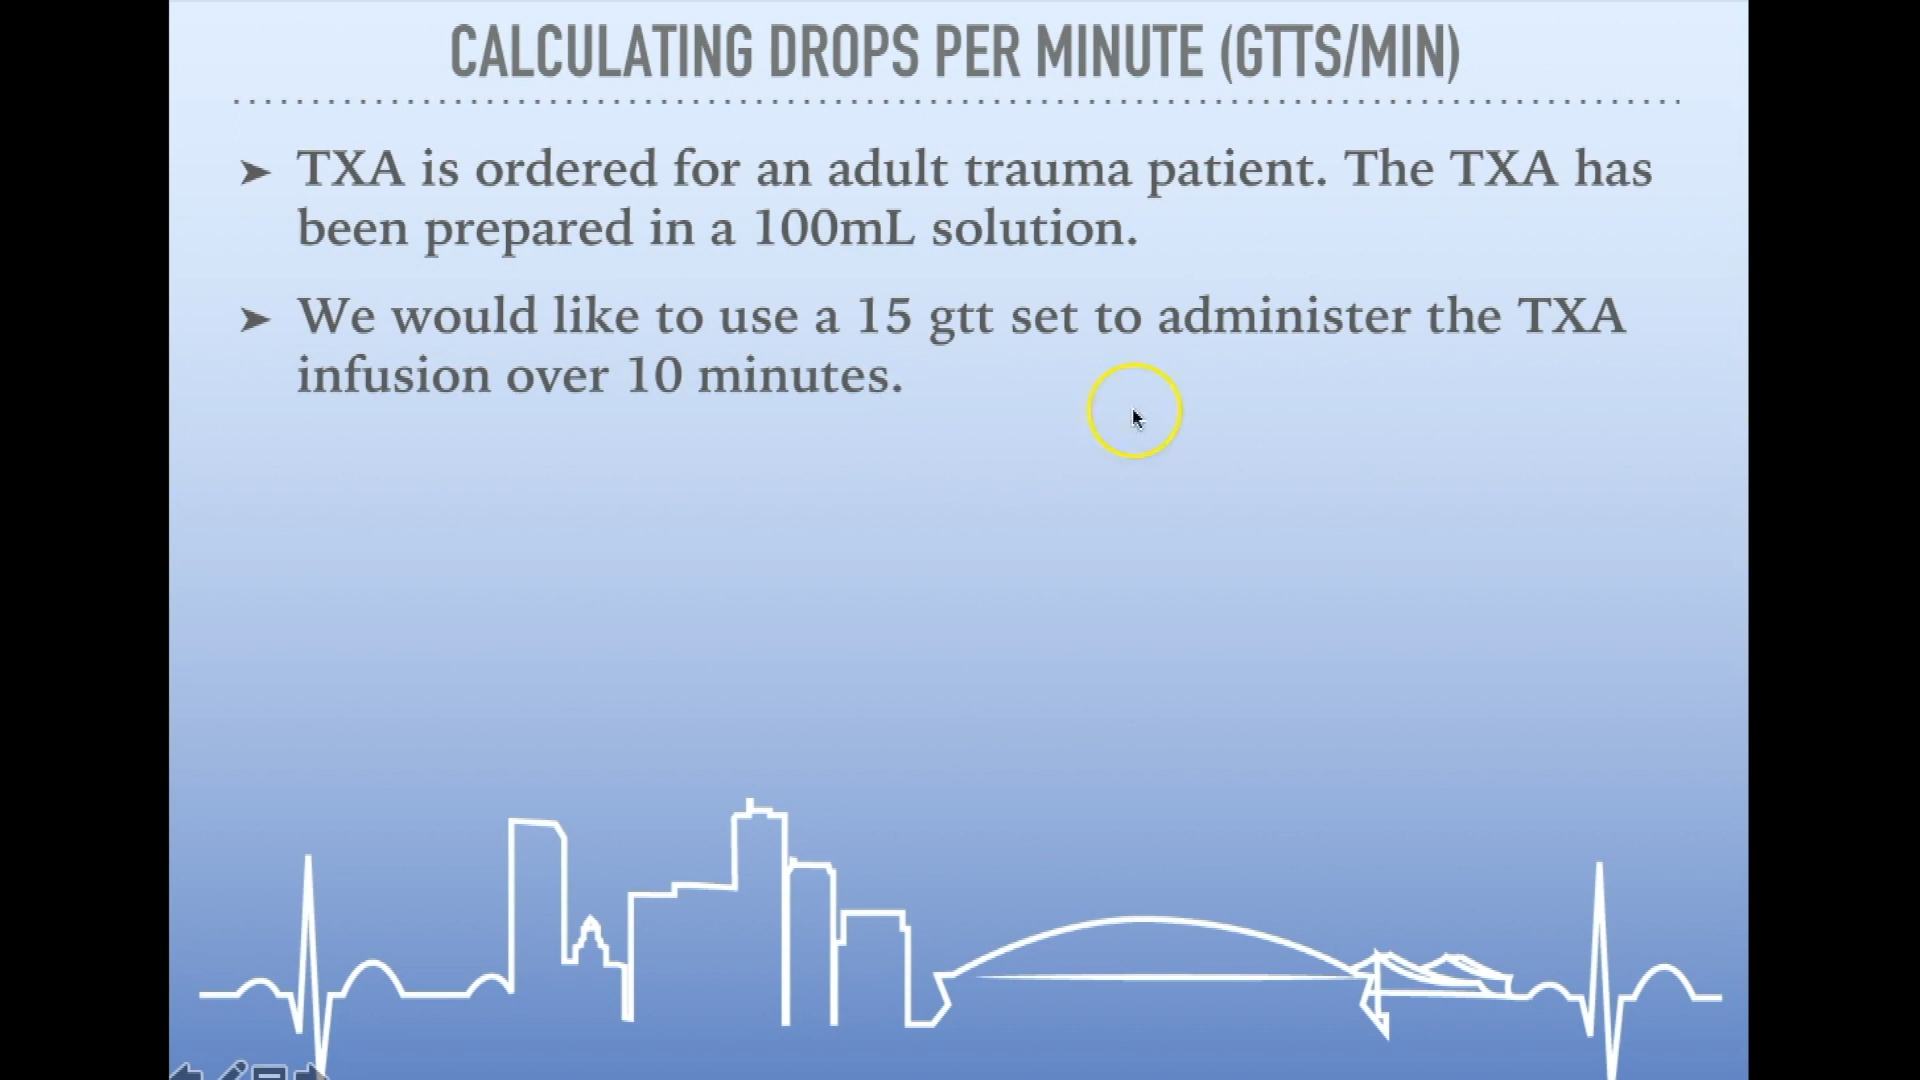 CALCULATING DROPS PER MINUTE (GTTS/MIN)
➤ TXA is ordered for an adult trauma patient. The TXA has
been prepared in a 100mL solution.
➤ We would like to use a 15 gtt set to administer the TXA
infusion over 10 minutes.